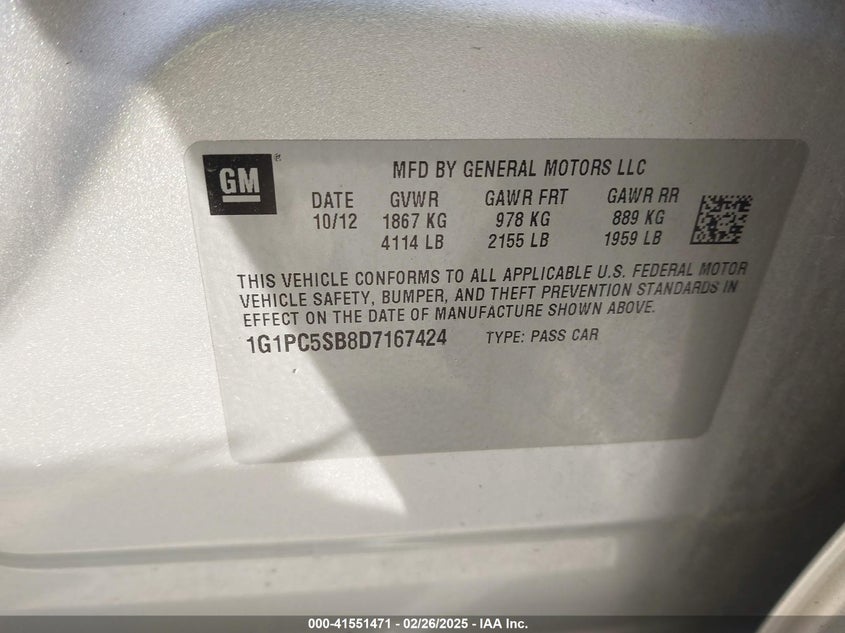 GM ®
MFD BY GENERAL MOTORS LLC
DATE GVWR GAWR FRT GAWR RR
10/12 1867 KG 978 KG 889 KG
4114 LB 2155 LB 1959 LB
THIS VEHICLE CONFORMS TO ALL APPLICABLE U.S. FEDERAL MOTOR
VEHICLE SAFETY, BUMPER, AND THEFT PREVENTION STANDARDS IN
EFFECT ON THE DATE OF MANUFACTURE SHOWN ABOVE.
1G1PC5SB8D7167424 TYPE: PASS CAR
000-41551471 - 02/26/2025 - IAA Inc.